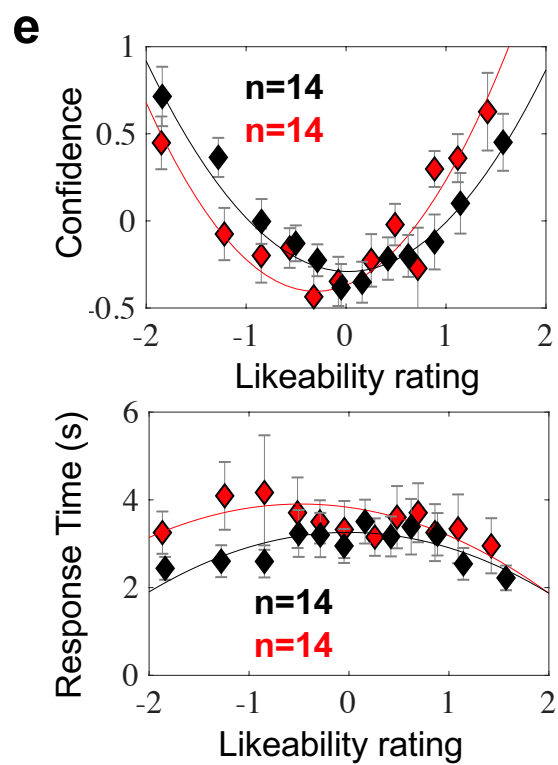 e
1
0.5
0
-0.5
Confidence
n=14
n=14
-2
-1
0
1
2
Likeability rating
6
4
2
0
Response Time (s)
n=14
n=14
-2
-1
0
1
2
Likeability rating